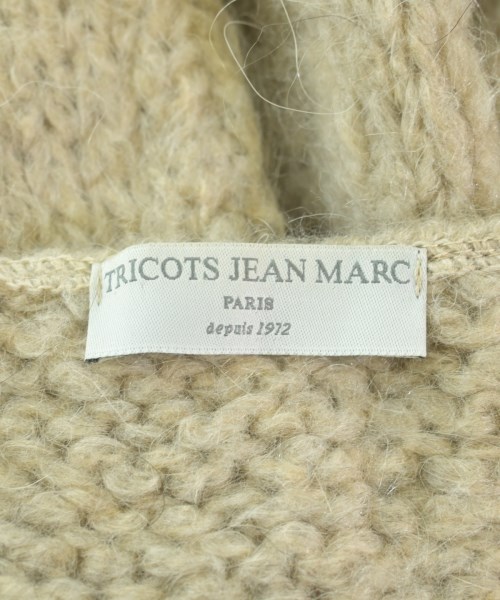 TRICOTS JEAN MARC
PARIS
depuis 1972